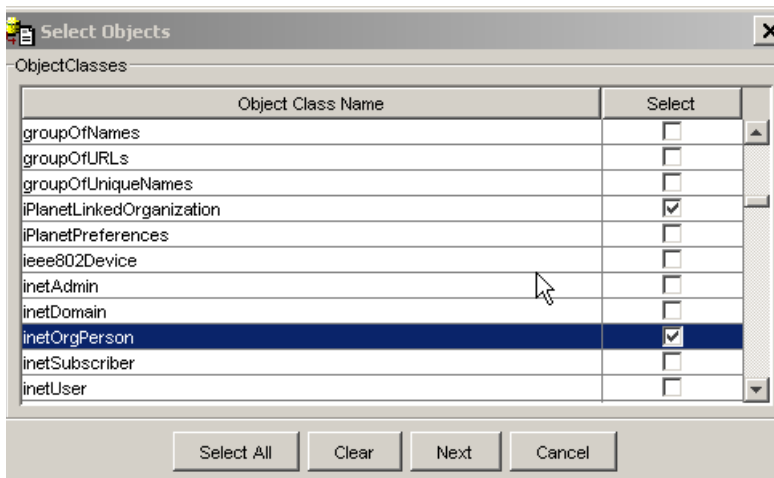 Select Objects
ObjectClasses
Object Class Name Select
groupOfNames
groupOfURLs
groupOfUniqueNames
iPlanetLinkedOrganization
iPlanetPreferences
ieee802Device
inetAdmin
inetDomain
inetOrgPerson
inetSubscriber
inetUser
Select All Clear Next Cancel